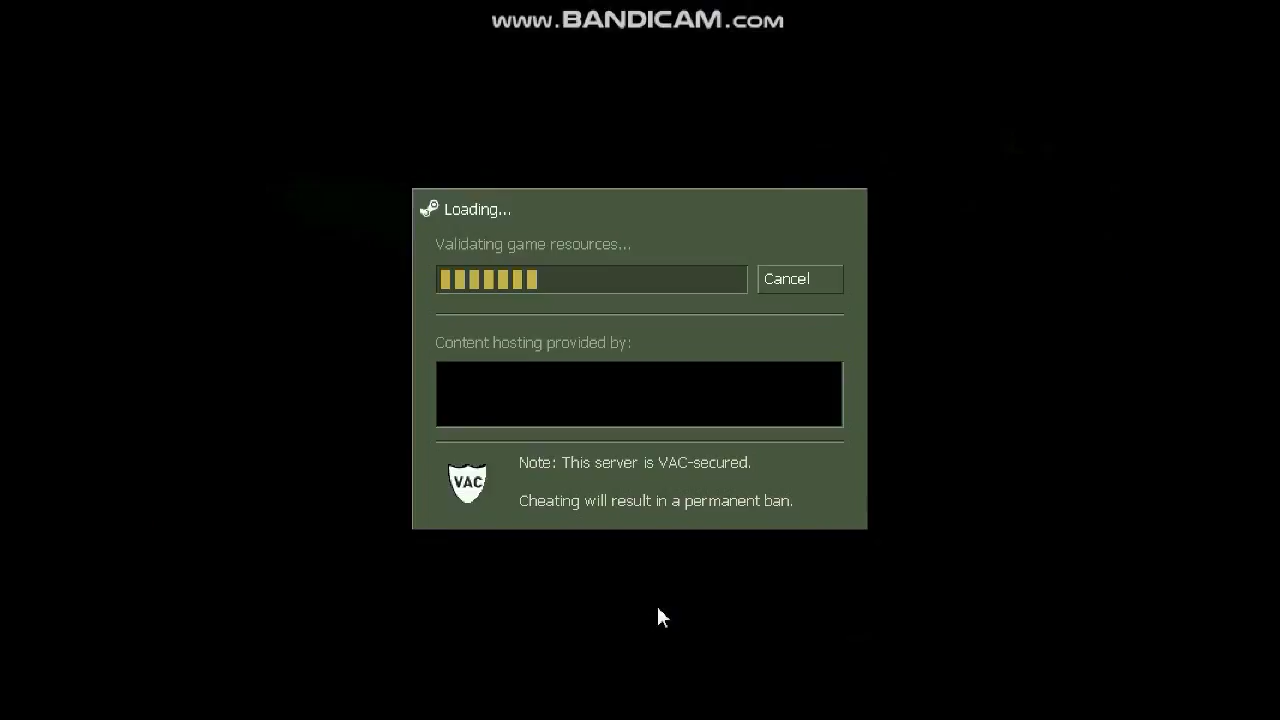 www.BANDICAM.com
Loading...
Validating game resources...
Cancel
Content hosting provided by:
Note: This server is VAC-secured.
VAC
Cheating will result in a permanent ban.